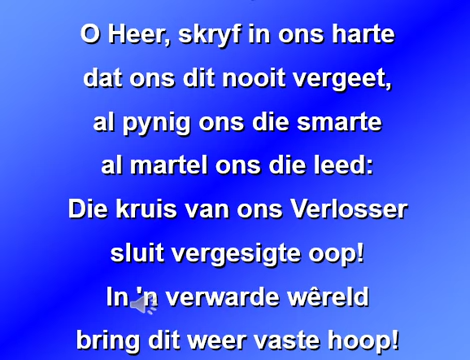 O Heer, skryf in ons harte
dat ons dit nooit vergeet,
al pynig ons die smarte
al martel ons die leed:
Die kruis van ons Verlosser
sluit vergesigte oop!
In 'n verwarde wêreld
bring dit weer vaste hoop!